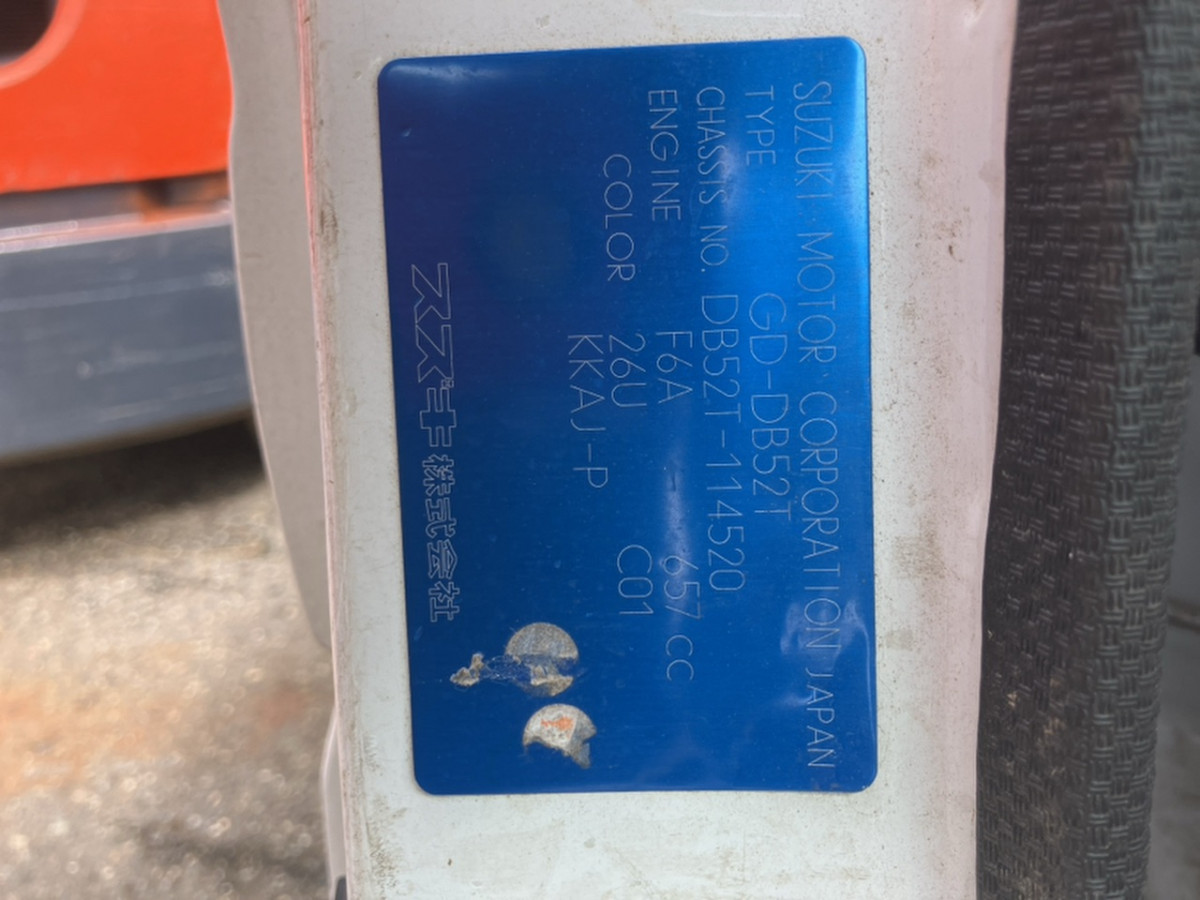 SUZUKI MOTOR CORPORATION JAPAN
TYPE GD-DB52T
CHASSIS NO. DB52T-114520
ENGINE F6A - 657 CC
COLOR 26U C01
KKAJ-P
スズキ株式会社